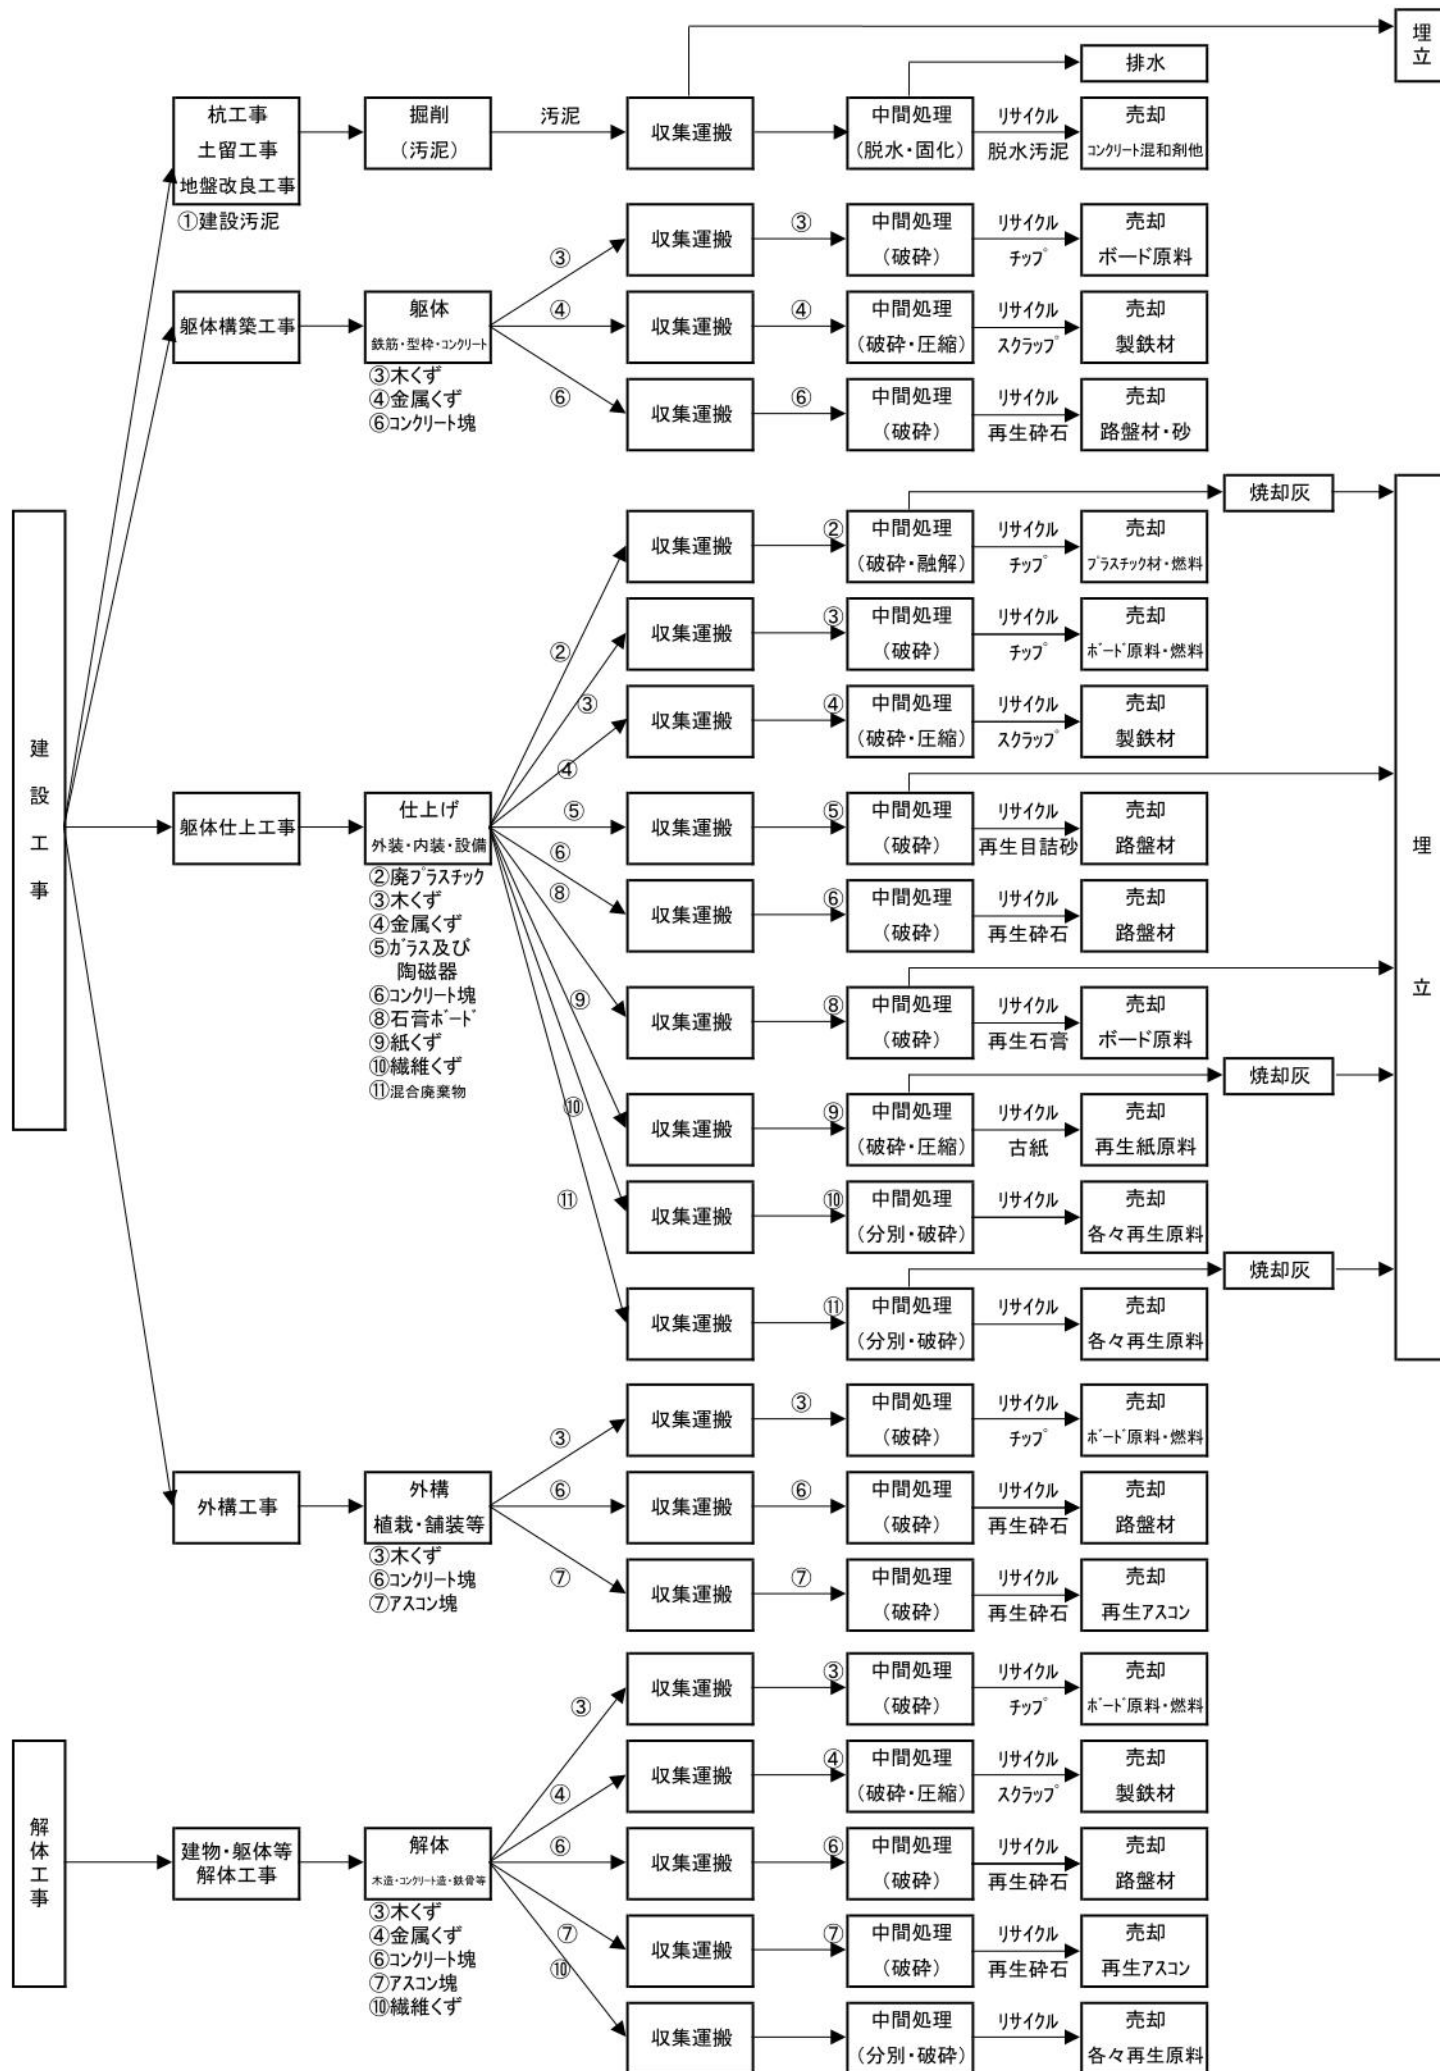 埋
立
排水
杭工事
土留工事
地盤改良工事
①建設汚泥
掘削
(汚泥)
汚泥
収集運搬
中間処理
(脱水・固化)
リサイクル
脱水汚泥
売却
コンクリート混和剤他
躯体構築工事
躯体
鉄筋・型枠・コンクリート
③木くず
④金属くず
⑥コンクリート塊
③
収集運搬
③
中間処理
(破砕)
リサイクル
チップ
売却
ボード原料
④
収集運搬
④
中間処理
(破砕・圧縮)
リサイクル
スクラップ
売却
製鉄材
⑥
収集運搬
⑥
中間処理
(破砕)
リサイクル
再生砕石
売却
路盤材・砂
建
設
工
事
躯体仕上工事
仕上げ
外装・内装・設備
②廃プラスチック
③木くず
④金属くず
⑤ガラス及び
陶磁器
⑥コンクリート塊
⑧石膏ボード
⑨紙くず
⑩繊維くず
⑪混合廃棄物
焼却灰
②
収集運搬
②
中間処理
(破砕・融解)
リサイクル
チップ
売却
プラスチック材・燃料
③
収集運搬
③
中間処理
(破砕)
リサイクル
チップ
売却
ボード原料・燃料
④
収集運搬
④
中間処理
(破砕・圧縮)
リサイクル
スクラップ
売却
製鉄材
⑤
収集運搬
⑤
中間処理
(破砕)
リサイクル
再生目詰砂
売却
路盤材
⑥
収集運搬
⑥
中間処理
(破砕)
リサイクル
再生砕石
売却
路盤材
⑧
収集運搬
⑧
中間処理
(破砕)
リサイクル
再生石膏
売却
ボード原料
焼却灰
⑨
収集運搬
⑨
中間処理
(破砕・圧縮)
リサイクル
古紙
売却
再生紙原料
⑩
収集運搬
⑩
中間処理
(分別・破砕)
リサイクル
売却
各々再生原料
焼却灰
⑪
収集運搬
⑪
中間処理
(分別・破砕)
リサイクル
売却
各々再生原料
埋
立
外構工事
外構
植栽・舗装等
③木くず
⑥コンクリート塊
⑦アスコン塊
③
収集運搬
③
中間処理
(破砕)
リサイクル
チップ
売却
ボード原料・燃料
⑥
収集運搬
⑥
中間処理
(破砕)
リサイクル
再生砕石
売却
路盤材
⑦
収集運搬
⑦
中間処理
(破砕)
リサイクル
再生砕石
売却
再生アスコン
解
体
工
事
建物・躯体等
解体工事
解体
木造・コンクリート造・鉄骨等
③木くず
④金属くず
⑥コンクリート塊
⑦アスコン塊
⑩繊維くず
③
収集運搬
③
中間処理
(破砕)
リサイクル
チップ
売却
ボード原料・燃料
④
収集運搬
④
中間処理
(破砕・圧縮)
リサイクル
スクラップ
売却
製鉄材
⑥
収集運搬
⑥
中間処理
(破砕)
リサイクル
再生砕石
売却
路盤材
⑦
収集運搬
⑦
中間処理
(破砕)
リサイクル
再生砕石
売却
再生アスコン
⑩
収集運搬
中間処理
(分別・破砕)
リサイクル
売却
各々再生原料